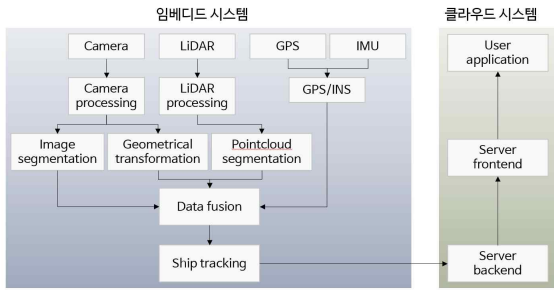 임베디드 시스템
클라우드 시스템
Camera
LiDAR
GPS
IMU
User
application
Camera
processing
LiDAR
processing
GPS/INS
Image
segmentation
Geometrical
transformation
Pointcloud
segmentation
Server
frontend
Data fusion
Ship tracking
Server
backend